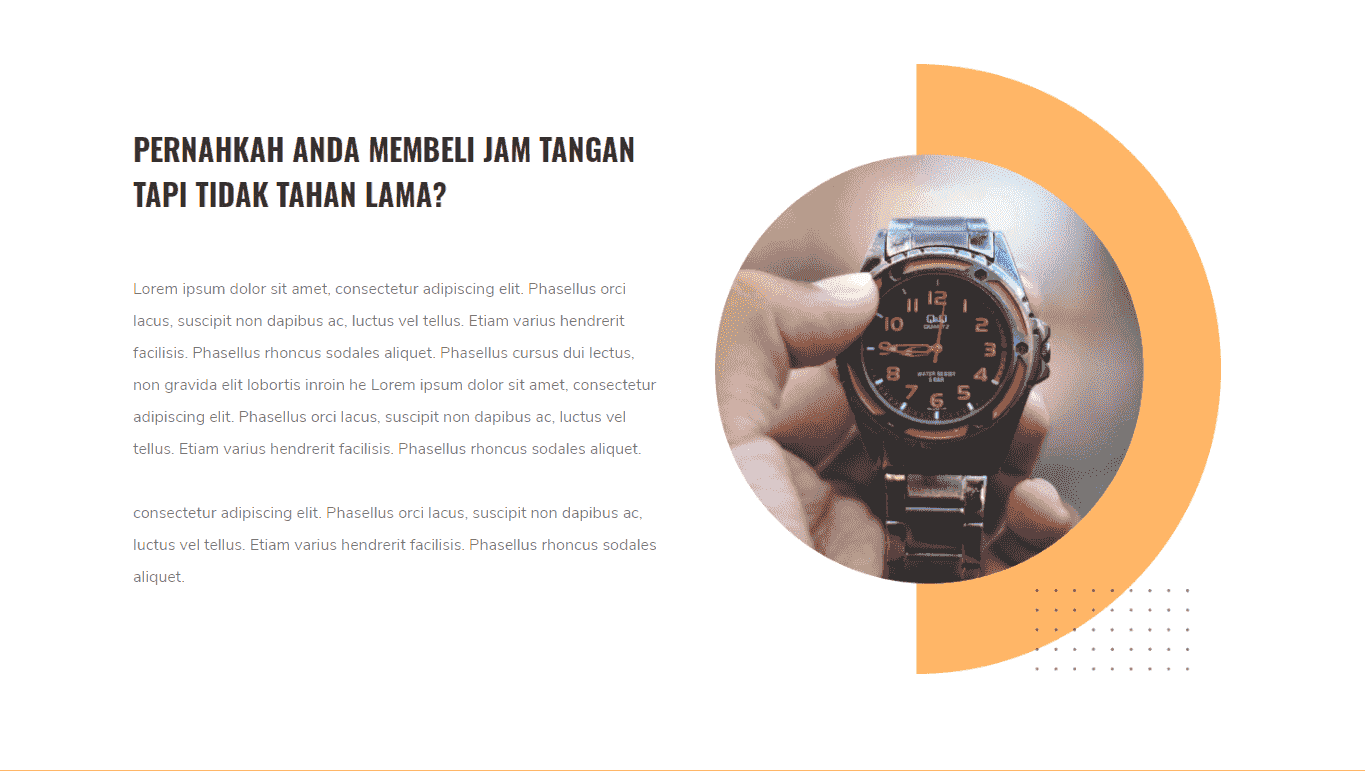 PERNAHKAH ANDA MEMBELI JAM TANGAN
TAPI TIDAK TAHAN LAMA?
Lorem ipsum dolor sit amet, consectetur adipiscing elit. Phasellus orci
lacus, suscipit non dapibus ac, luctus vel tellus. Etiam varius hendrerit
facilisis. Phasellus rhoncus sodales aliquet. Phasellus cursus dui lectus,
non gravida elit lobortis inroin he Lorem ipsum dolor sit amet, consectetur
adipiscing elit. Phasellus orci lacus, suscipit non dapibus ac, luctus vel
tellus. Etiam varius hendrerit facilisis. Phasellus rhoncus sodales aliquet.
consectetur adipiscing elit. Phasellus orci lacus, suscipit non dapibus ac,
luctus vel tellus. Etiam varius hendrerit facilisis. Phasellus rhoncus sodales
aliquet.
12
1
2
3
4
5
6
7
8
9
10
11
Q&Q
QUARTZ
WATER RESIST